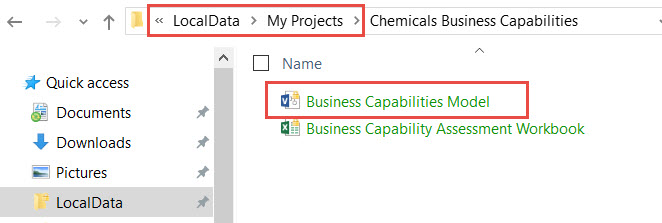 « LocalData > My Projects > Chemicals Business Capabilities
Name
Quick access
Business Capabilities Model
Documents
Business Capability Assessment Workbook
Downloads
Pictures
LocalData